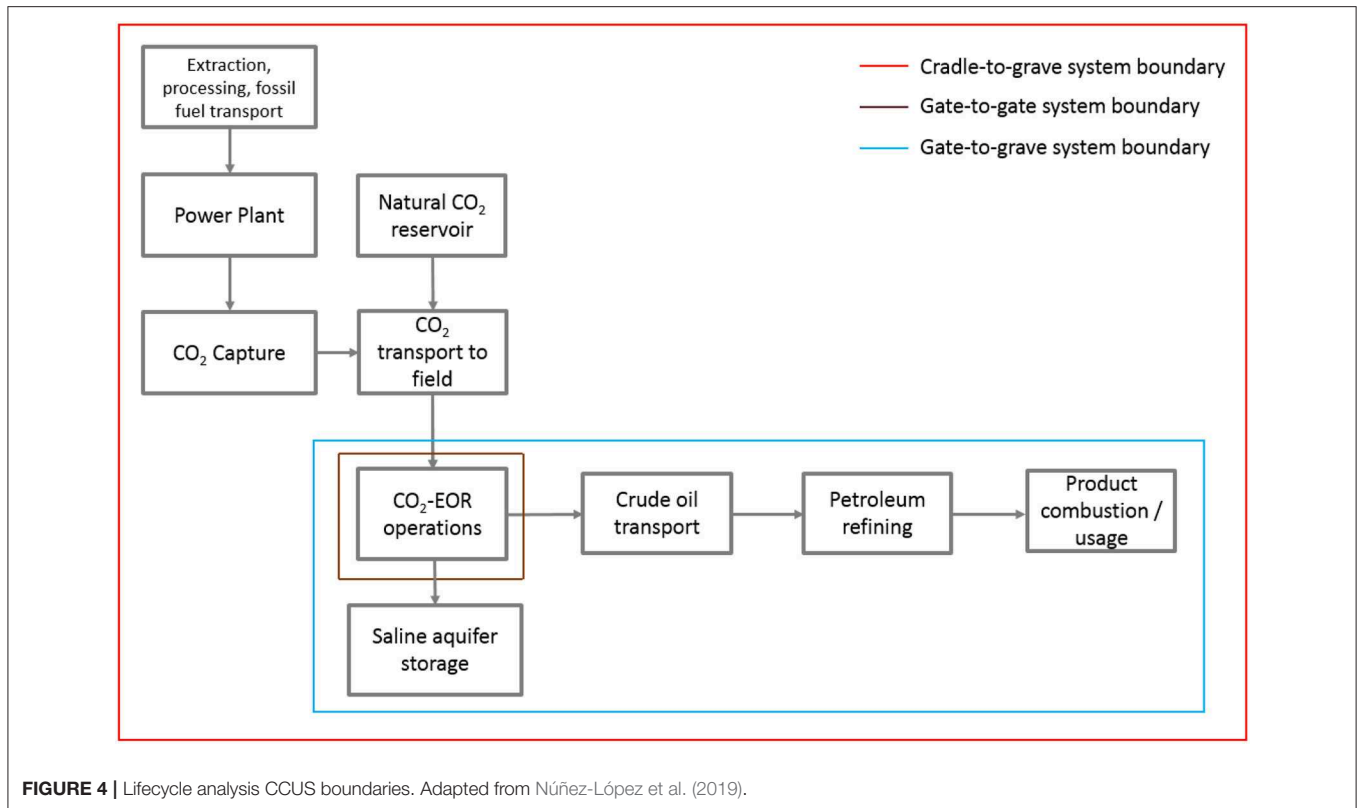 Extraction,
processing, fossil
fuel transport
Cradle-to-grave system boundary
Gate-to-gate system boundary
Gate-to-grave system boundary
Power Plant
Natural CO₂
reservoir
CO₂ Capture
CO₂
transport to
field
CO₂-EOR
operations
Crude oil
transport
Petroleum
refining
Product
combustion /
usage
Saline aquifer
storage
FIGURE 4 | Lifecycle analysis CCUS boundaries. Adapted from Núñez-López et al. (2019).